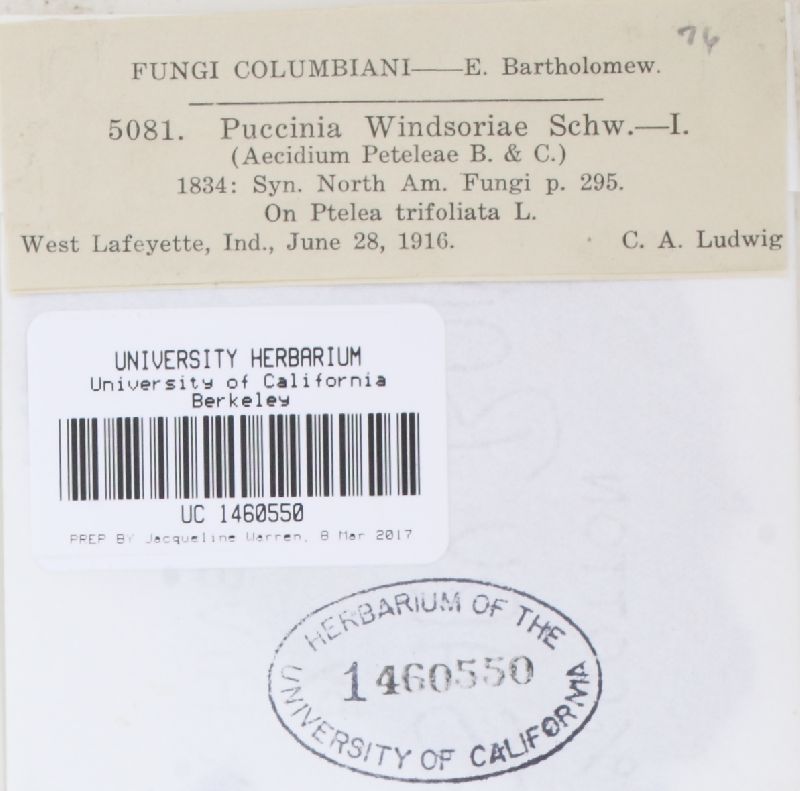 76
FUNGI COLUMBIANI——E. Bartholomew.
5081. Puccinia Windsoriae Schw.—I.
(Aecidium Peteleae B. & C.)
1834: Syn. North Am. Fungi p. 295.
On Ptelea trifoliata L.
West Lafeyette, Ind., June 28, 1916. C. A. Ludwig
UNIVERSITY HERBARIUM
University of California
Berkeley
UC 1460550
PREP BY Jacqueline Warren, 8 Mar 2017
HERBARIUM OF THE
1460550
UNIVERSITY OF CALIFORNIA